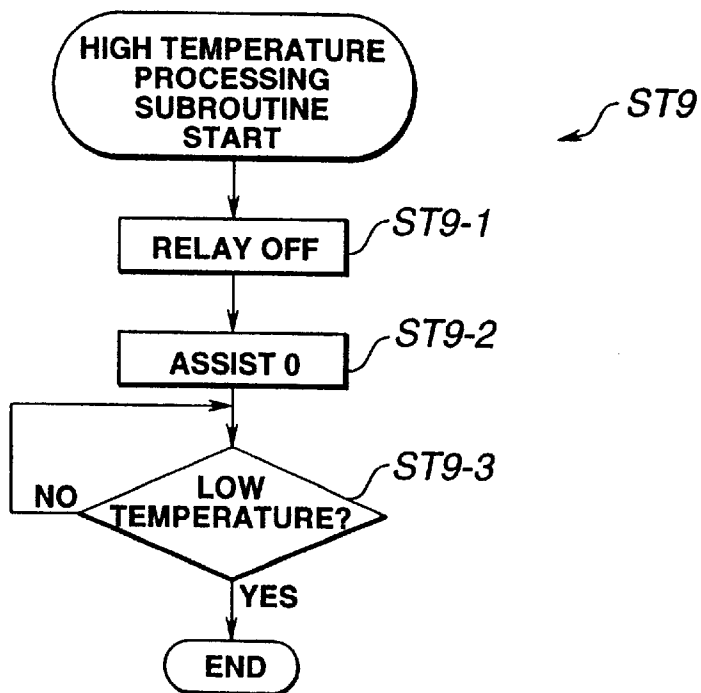 HIGH TEMPERATURE
PROCESSING
SUBROUTINE
START
ST9
RELAY OFF
ST9-1
ASSIST 0
ST9-2
LOW
TEMPERATURE?
ST9-3
NO
YES
END